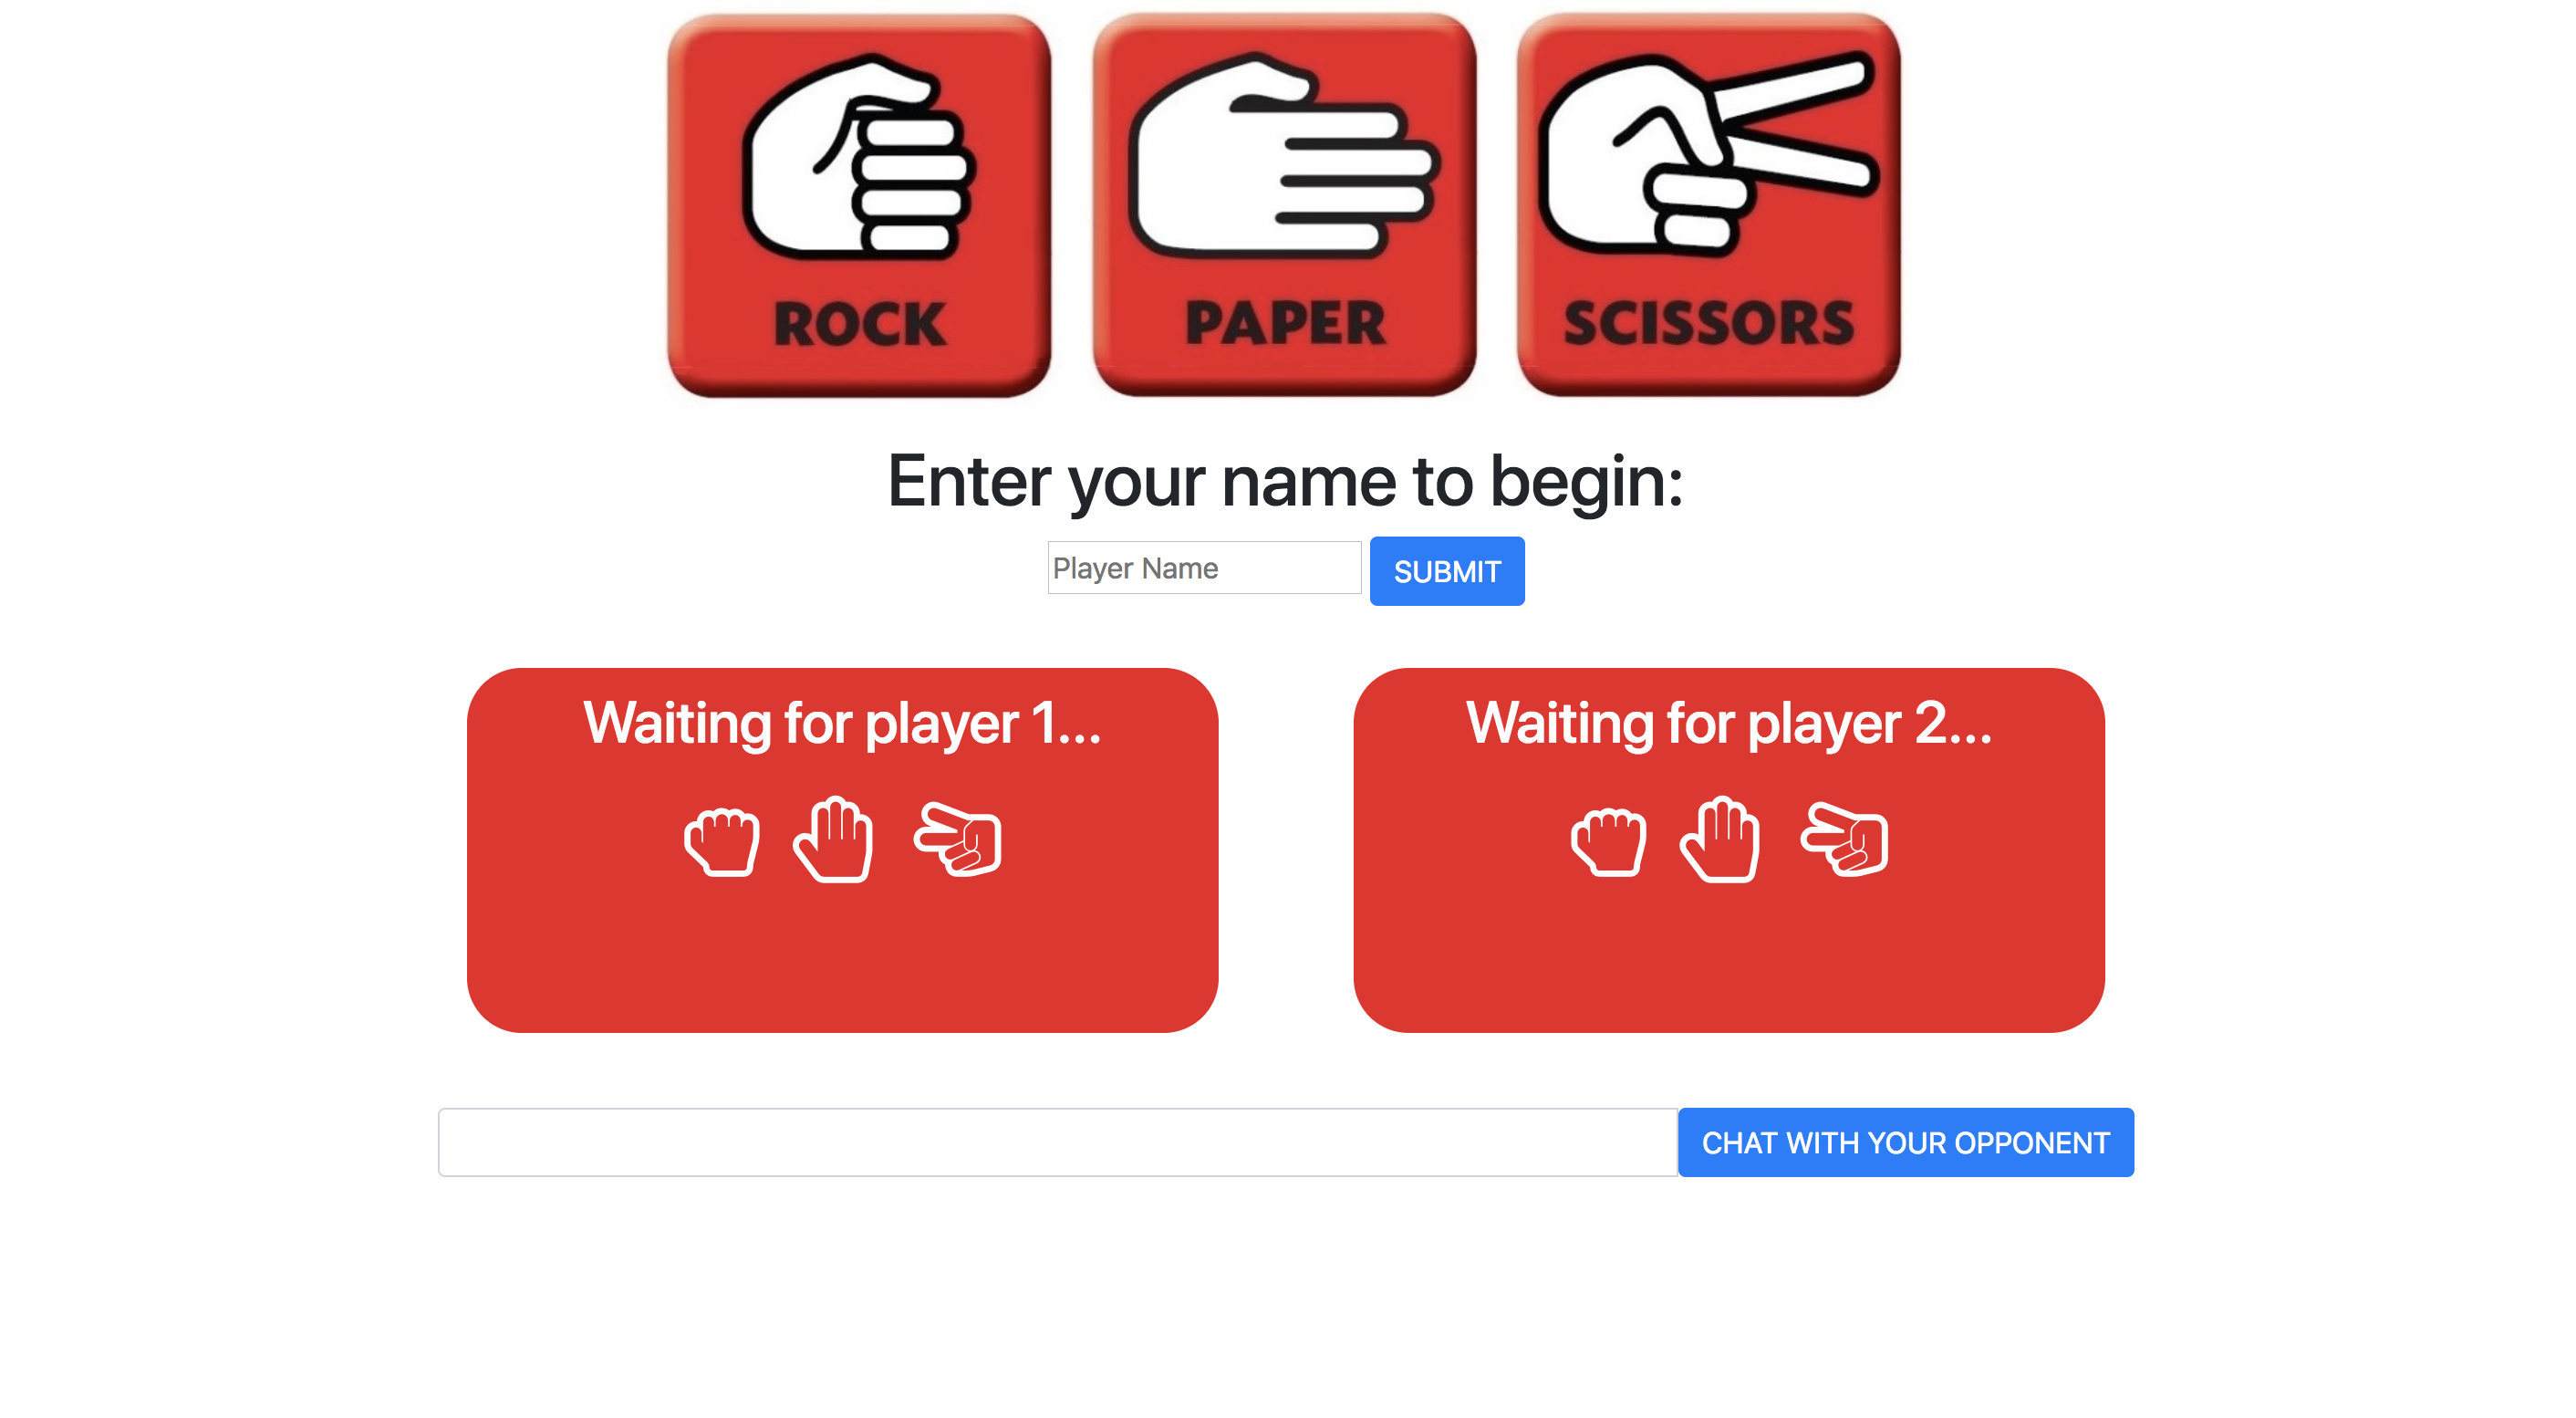 ROCK PAPER SCISSORS
Enter your name to begin:
Player Name SUBMIT
Waiting for player 1...
Waiting for player 2...
CHAT WITH YOUR OPPONENT